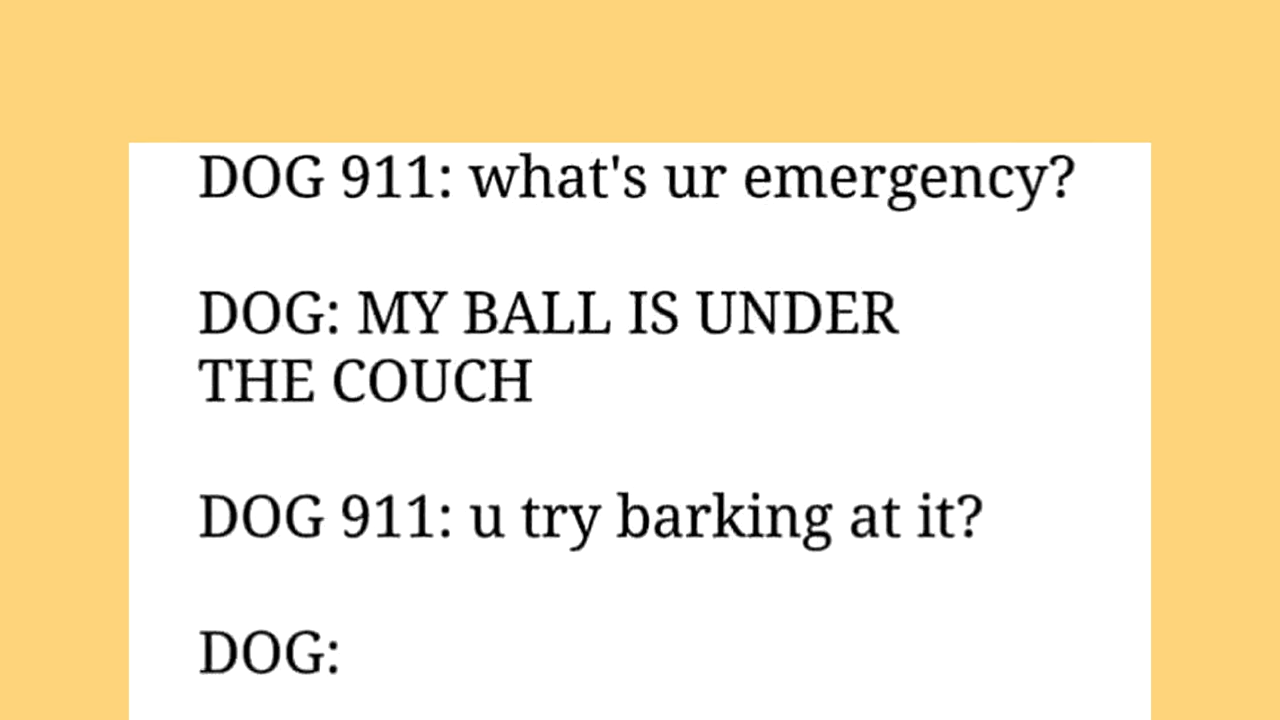 DOG 911: what's ur emergency?
DOG: MY BALL IS UNDER
THE COUCH
DOG 911: u try barking at it?
DOG: